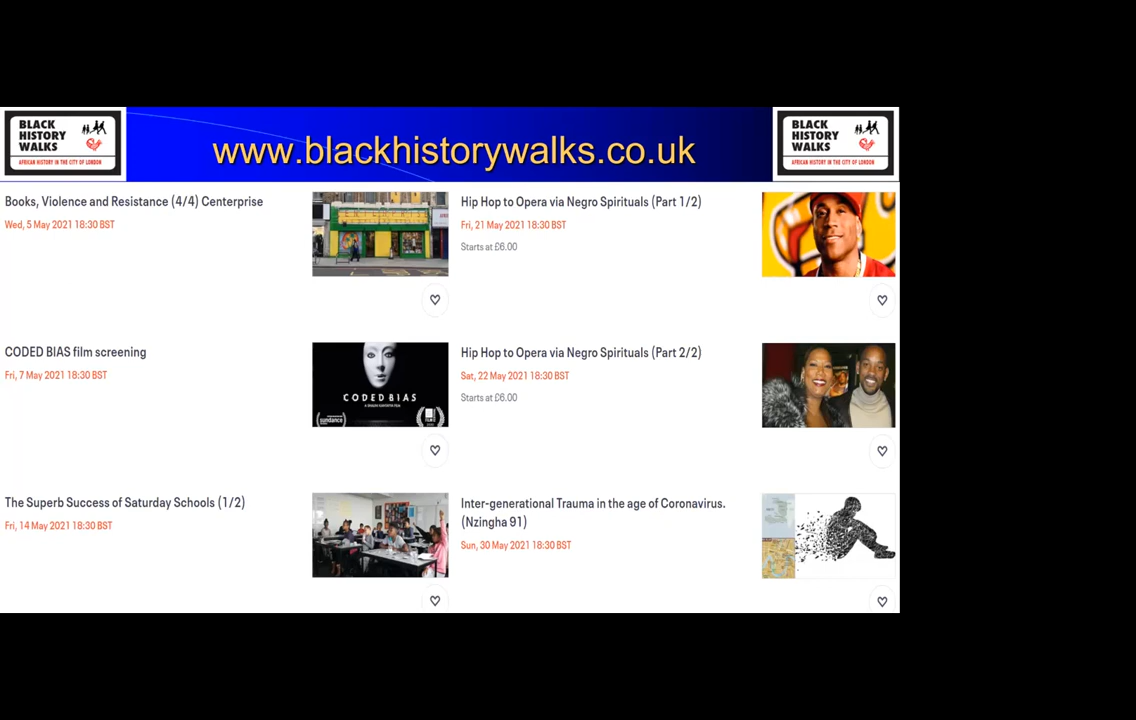 BLACK
HISTORY
WALKS
AFRICAN HISTORY IN THE CITY OF LONDON
www.blackhistorywalks.co.uk
BLACK
HISTORY
WALKS
AFRICAN HISTORY IN THE CITY OF LONDON
Books, Violence and Resistance (4/4) Centerprise
Wed, 5 May 2021 18:30 BST
Hip Hop to Opera via Negro Spirituals (Part 1/2)
Fri, 21 May 2021 18:30 BST
Starts at £6.00
CODED BIAS film screening
Fri, 7 May 2021 18:30 BST
CODED BIAS
sundance
Hip Hop to Opera via Negro Spirituals (Part 2/2)
Sat, 22 May 2021 18:30 BST
Starts at £6.00
The Superb Success of Saturday Schools (1/2)
Fri, 14 May 2021 18:30 BST
Inter-generational Trauma in the age of Coronavirus.
(Nzingha 91)
Sun, 30 May 2021 18:30 BST